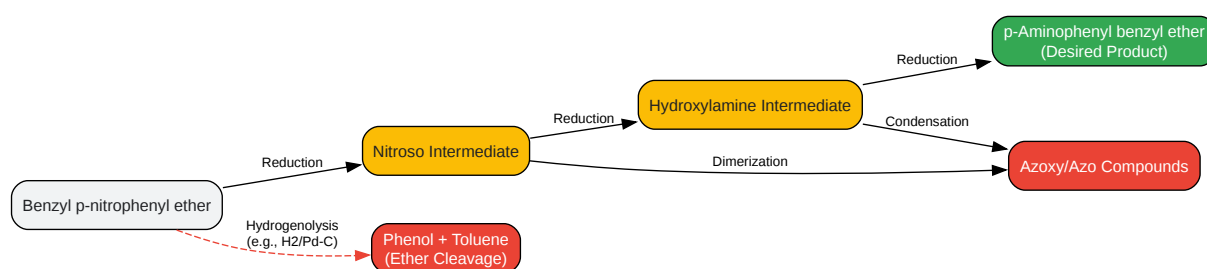 p-Aminophenyl benzyl ether
(Desired Product)
Reduction
Hydroxylamine Intermediate
Reduction
Condensation
Nitroso Intermediate
Reduction
Dimerization
Azoxy/Azo Compounds
Benzyl p-nitrophenyl ether
Hydrogenolysis
(e.g., H2/Pd-C)
Phenol + Toluene
(Ether Cleavage)